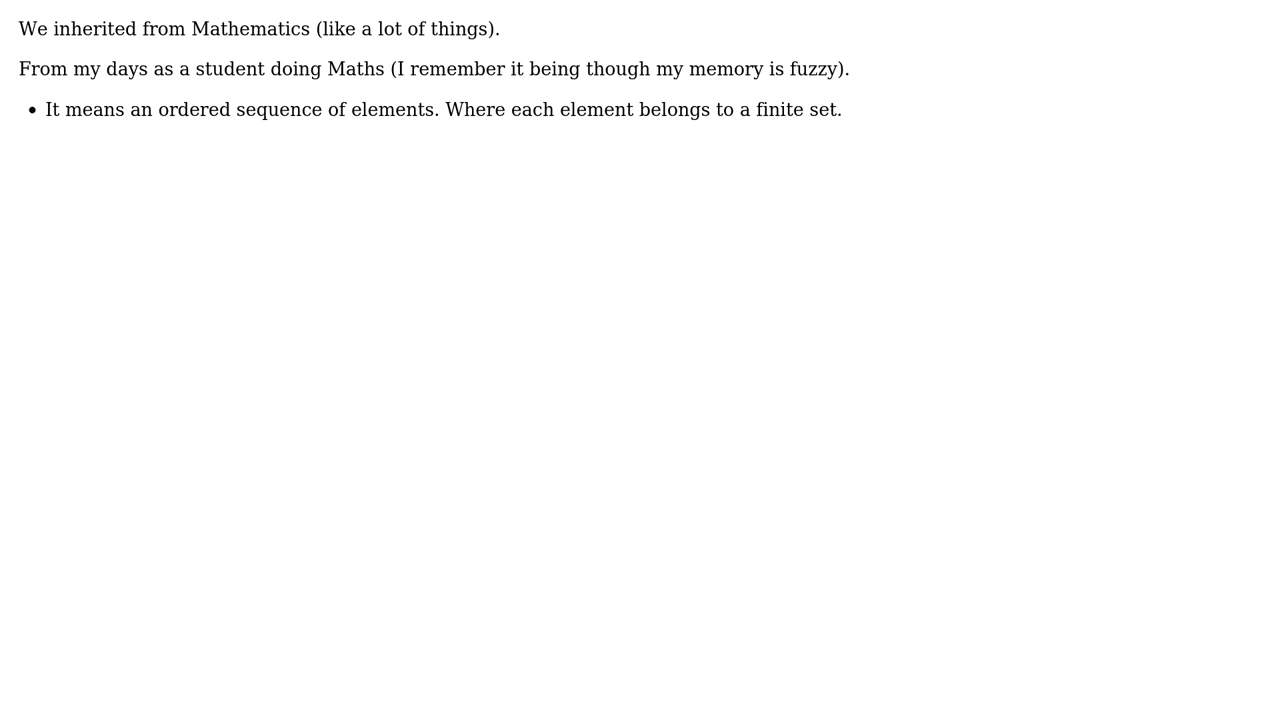 We inherited from Mathematics (like a lot of things).
From my days as a student doing Maths (I remember it being though my memory is fuzzy).
• It means an ordered sequence of elements. Where each element belongs to a finite set.